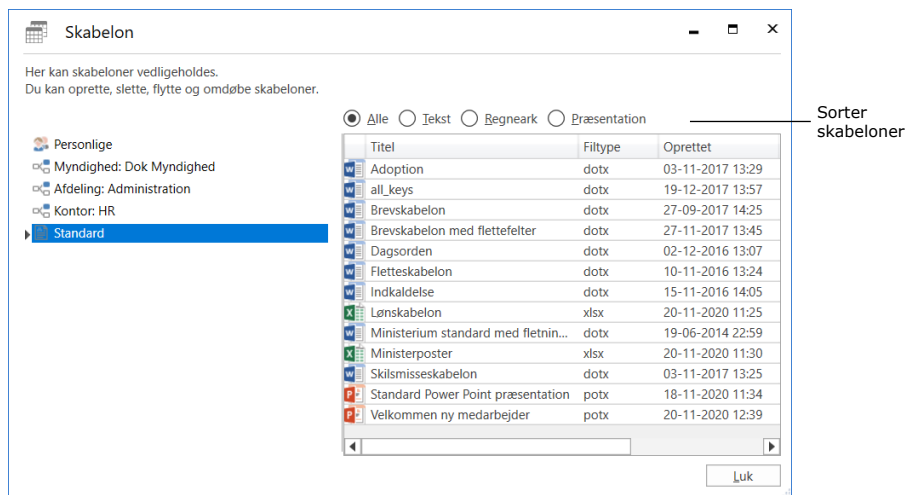 Skabelon
Her kan skabeloner vedligeholdes.
Du kan oprette, slette, flytte og omdøbe skabeloner.
Alle Tekst Regneark Præsentation
Sorter
skabeloner
Personlige
Myndighed: Dok Myndighed
Afdeling: Administration
Kontor: HR
Standard
Titel Filtype Oprettet
Adoption dotx 03-11-2017 13:29
all_keys dotx 19-12-2017 13:57
Brevskabelon dotx 27-09-2017 14:25
Brevskabelon med flettefelter dotx 27-11-2017 13:45
Dagsorden dotx 02-12-2016 13:07
Fletteskabelon dotx 10-11-2016 13:24
Indkaldelse dotx 15-11-2016 14:05
Lønskabelon xlsx 20-11-2020 11:25
Ministerium standard med fletnin... dotx 19-06-2014 22:59
Ministerposter xlsx 20-11-2020 11:30
Skilsmisseskabelon dotx 03-11-2017 13:25
Standard Power Point præsentation potx 18-11-2020 11:34
Velkommen ny medarbejder potx 20-11-2020 12:39
Luk